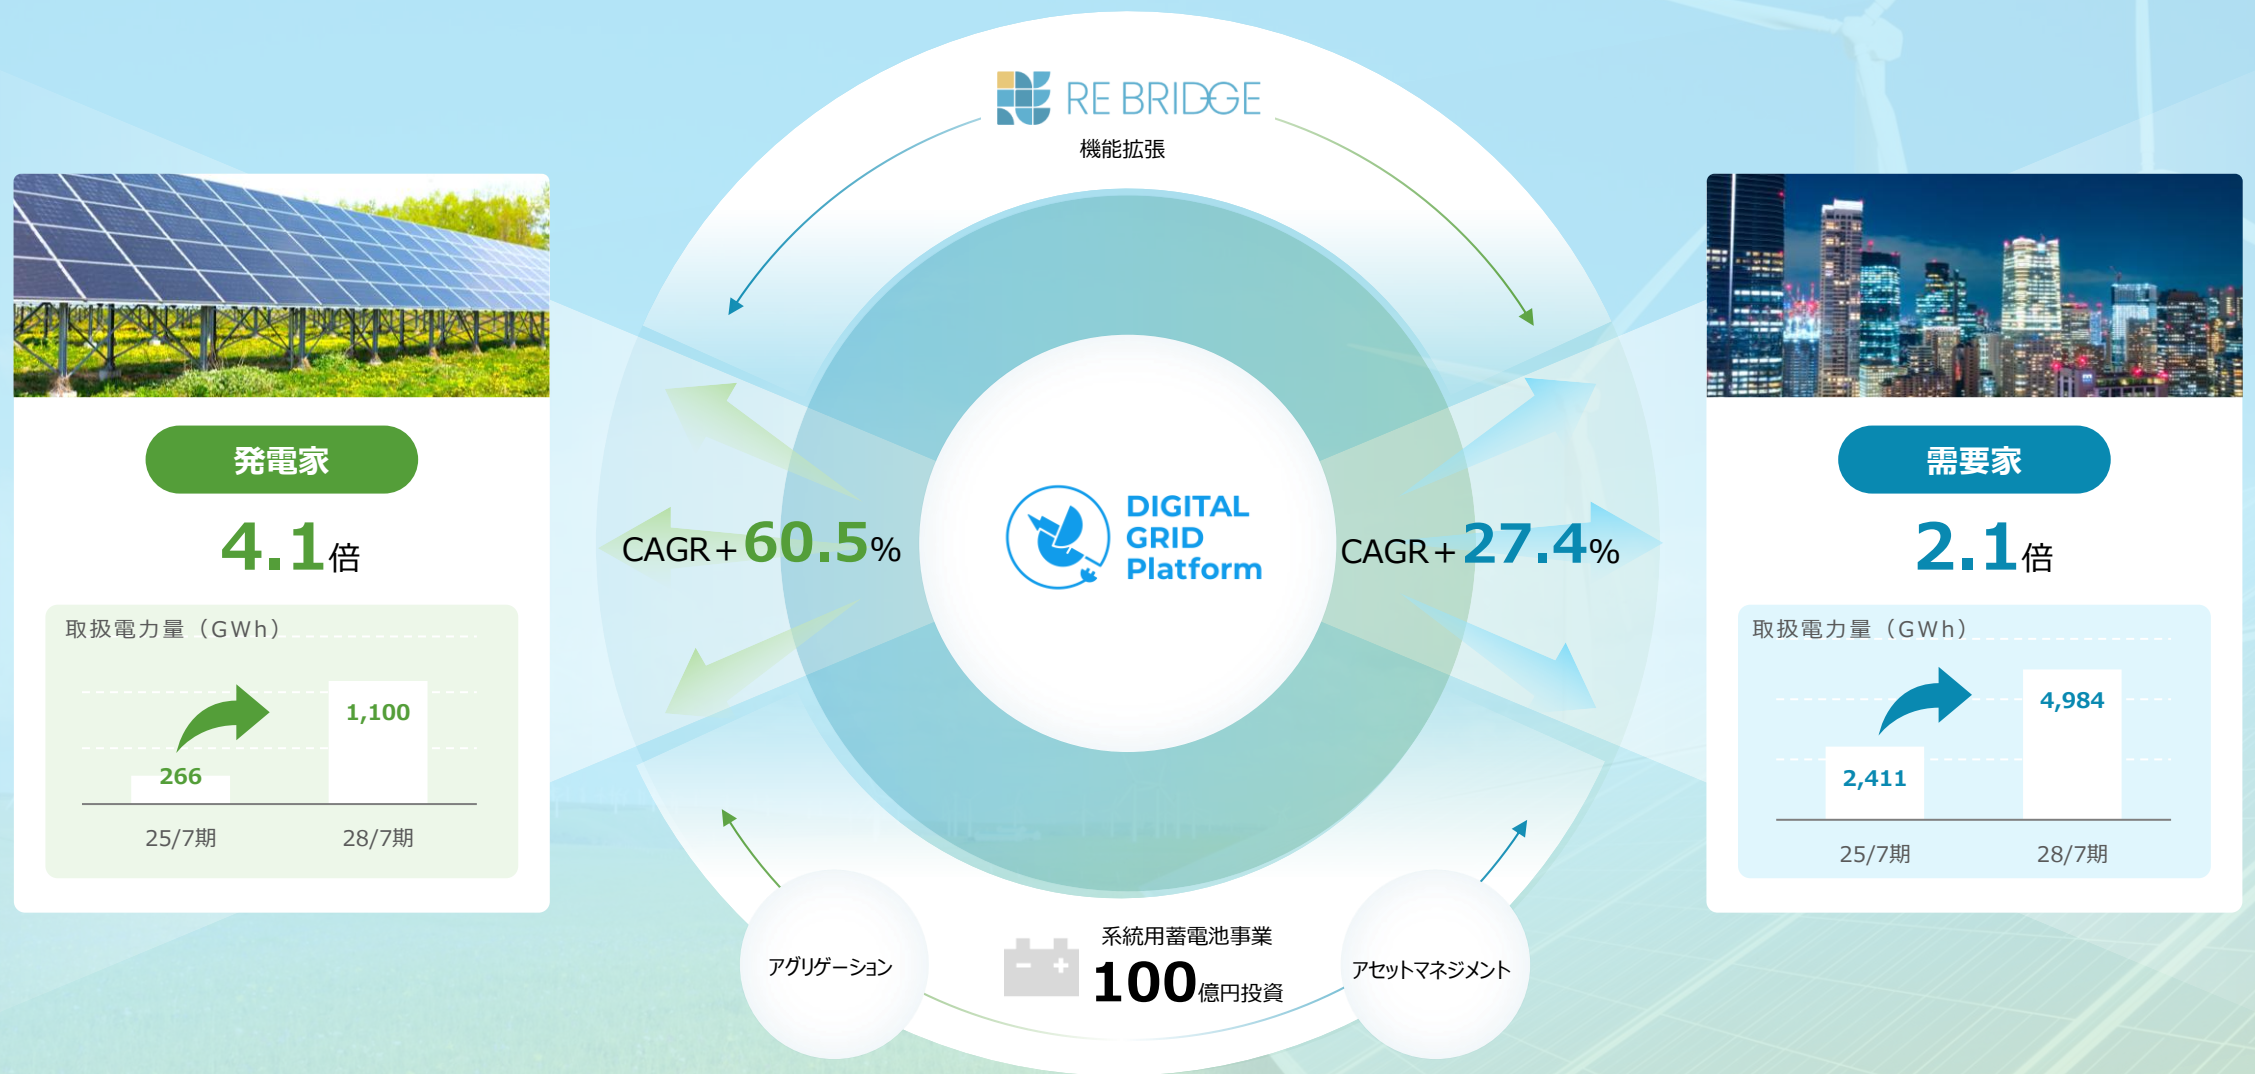 RE BRIDGE
機能拡張
発電家
4.1倍
取扱電力量（GWh）
266
1,100
25/7期
28/7期
CAGR＋60.5%
DIGITAL
GRID
Platform
CAGR＋27.4%
需要家
2.1倍
取扱電力量（GWh）
2,411
4,984
25/7期
28/7期
アグリゲーション
系統用蓄電池事業
100億円投資
アセットマネジメント